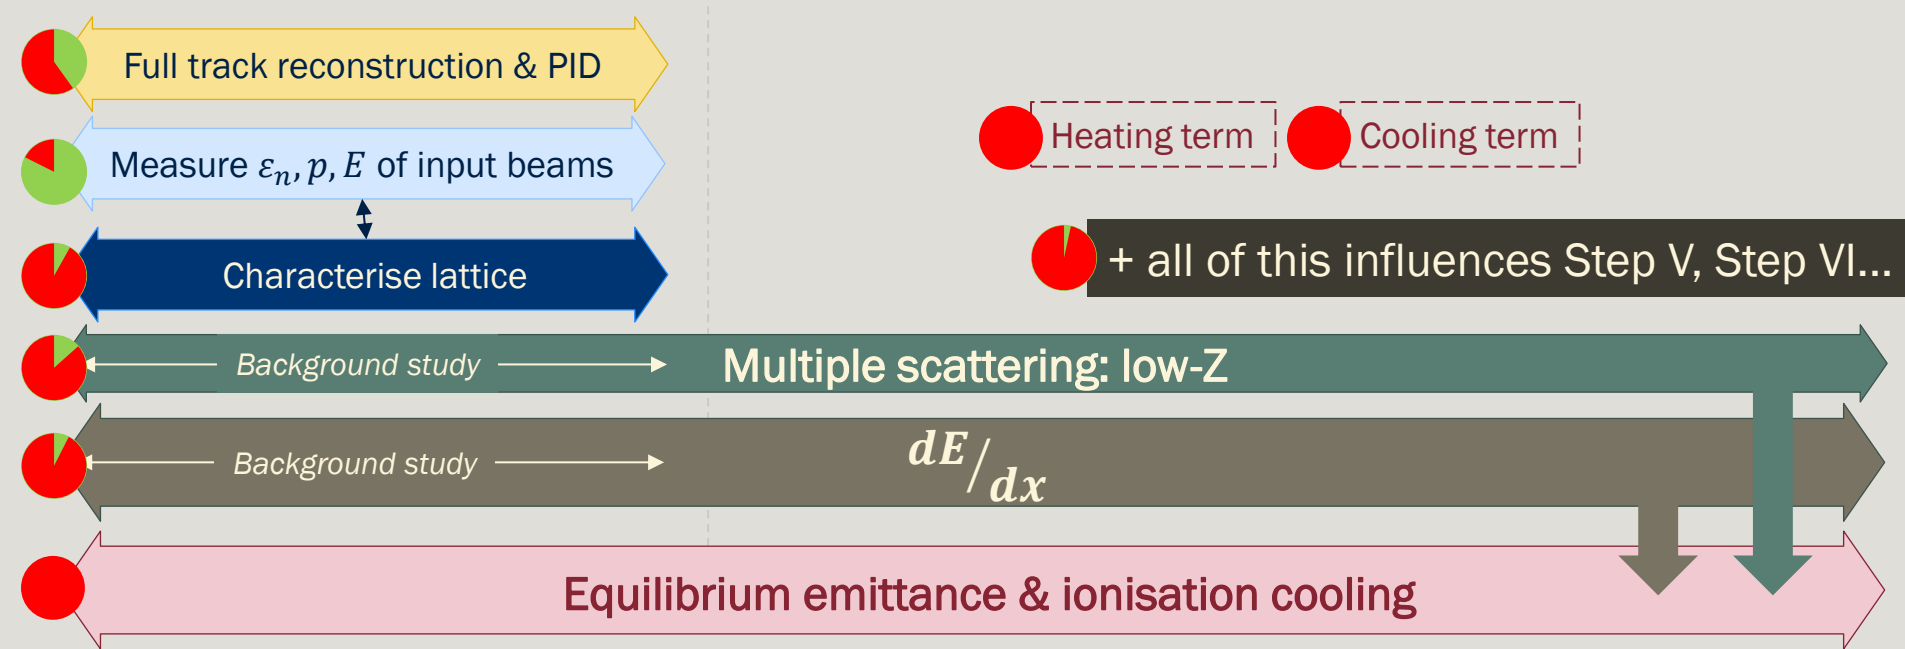 Full track reconstruction & PID
Measure εₙ, p, E of input beams
Characterise lattice
Heating term
Cooling term
+ all of this influences Step V, Step VI...
Background study
Multiple scattering: low-Z
Background study
dE/dx
Equilibrium emittance & ionisation cooling